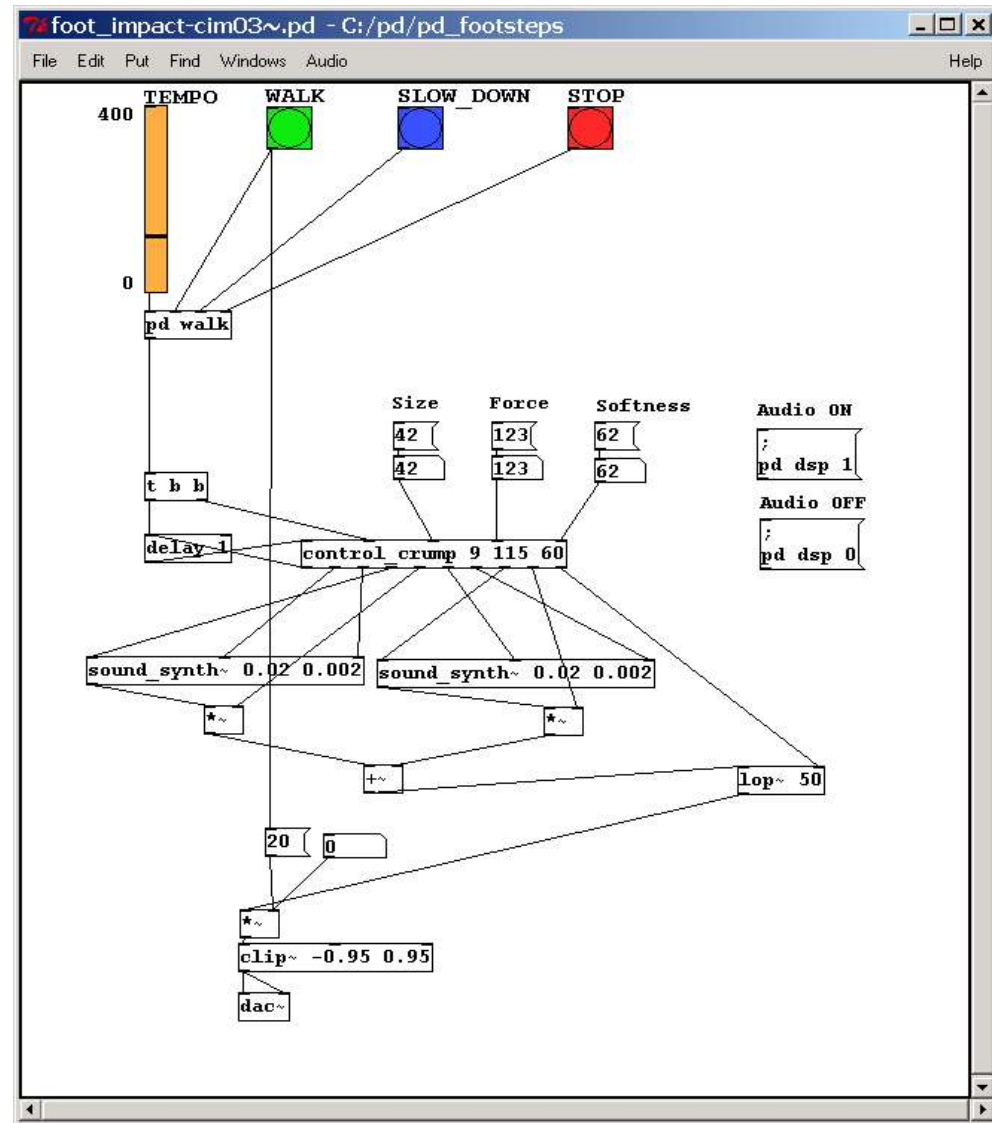 foot_impact-cim03~.pd - C:/pd/pd_footsteps
File Edit Put Find Windows Audio Help
TEMPO WALK SLOW_DOWN STOP
400
0
pd walk
Size Force Softness
42 123 62
42 123 62
Audio ON
;
pd dsp 1
t b b
Audio OFF
;
pd dsp 0
delay 1
control_crump 9 115 60
sound_synth~ 0.02 0.002
sound_synth~ 0.02 0.002
*~ *~
+~
lop~ 50
20 0
*~
clip~ -0.95 0.95
dac~